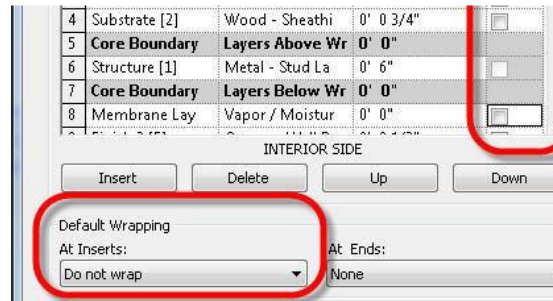 4 Substrate [2] Wood - Sheathi 0' 0 3/4"
5 Core Boundary Layers Above Wr 0' 0"
6 Structure [1] Metal - Stud La 0' 6"
7 Core Boundary Layers Below Wr 0' 0"
8 Membrane Lay Vapor / Moistur 0' 0"
INTERIOR SIDE
Insert Delete Up Down
Default Wrapping
At Inserts: At Ends:
Do not wrap None